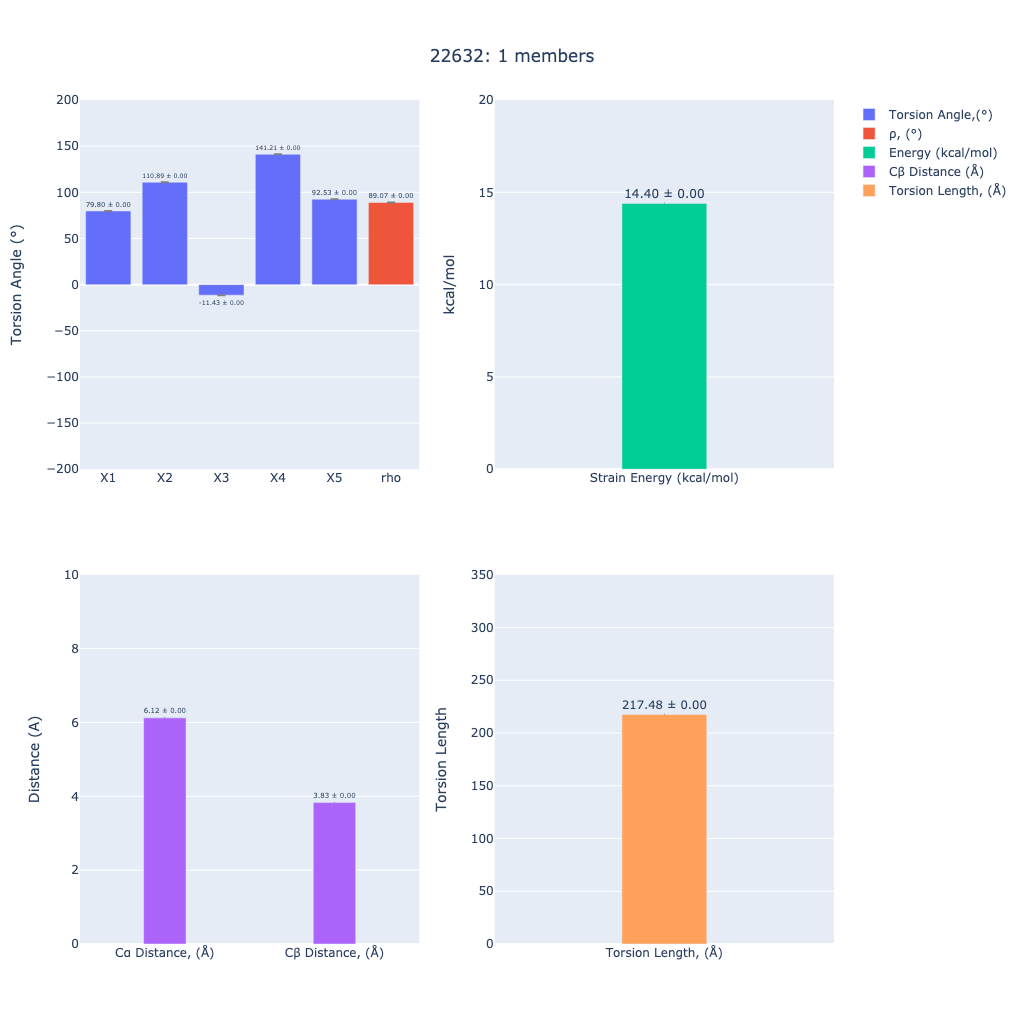 22632: 1 members
Torsion Angle (°)
200
150
100
50
0
−50
−100
−150
−200
79.80 ± 0.00
110.89 ± 0.00
-11.43 ± 0.00
141.21 ± 0.00
92.53 ± 0.00
89.07 ± 0.00
X1 X2 X3 X4 X5 rho
kcal/mol
20
15
10
5
0
14.40 ± 0.00
Strain Energy (kcal/mol)
Torsion Angle,(°)
ρ, (°)
Energy (kcal/mol)
Cβ Distance (Å)
Torsion Length, (Å)
Distance (A)
10
8
6
4
2
0
6.12 ± 0.00
3.83 ± 0.00
Cα Distance, (Å) Cβ Distance, (Å)
Torsion Length
350
300
250
200
150
100
50
0
217.48 ± 0.00
Torsion Length, (Å)